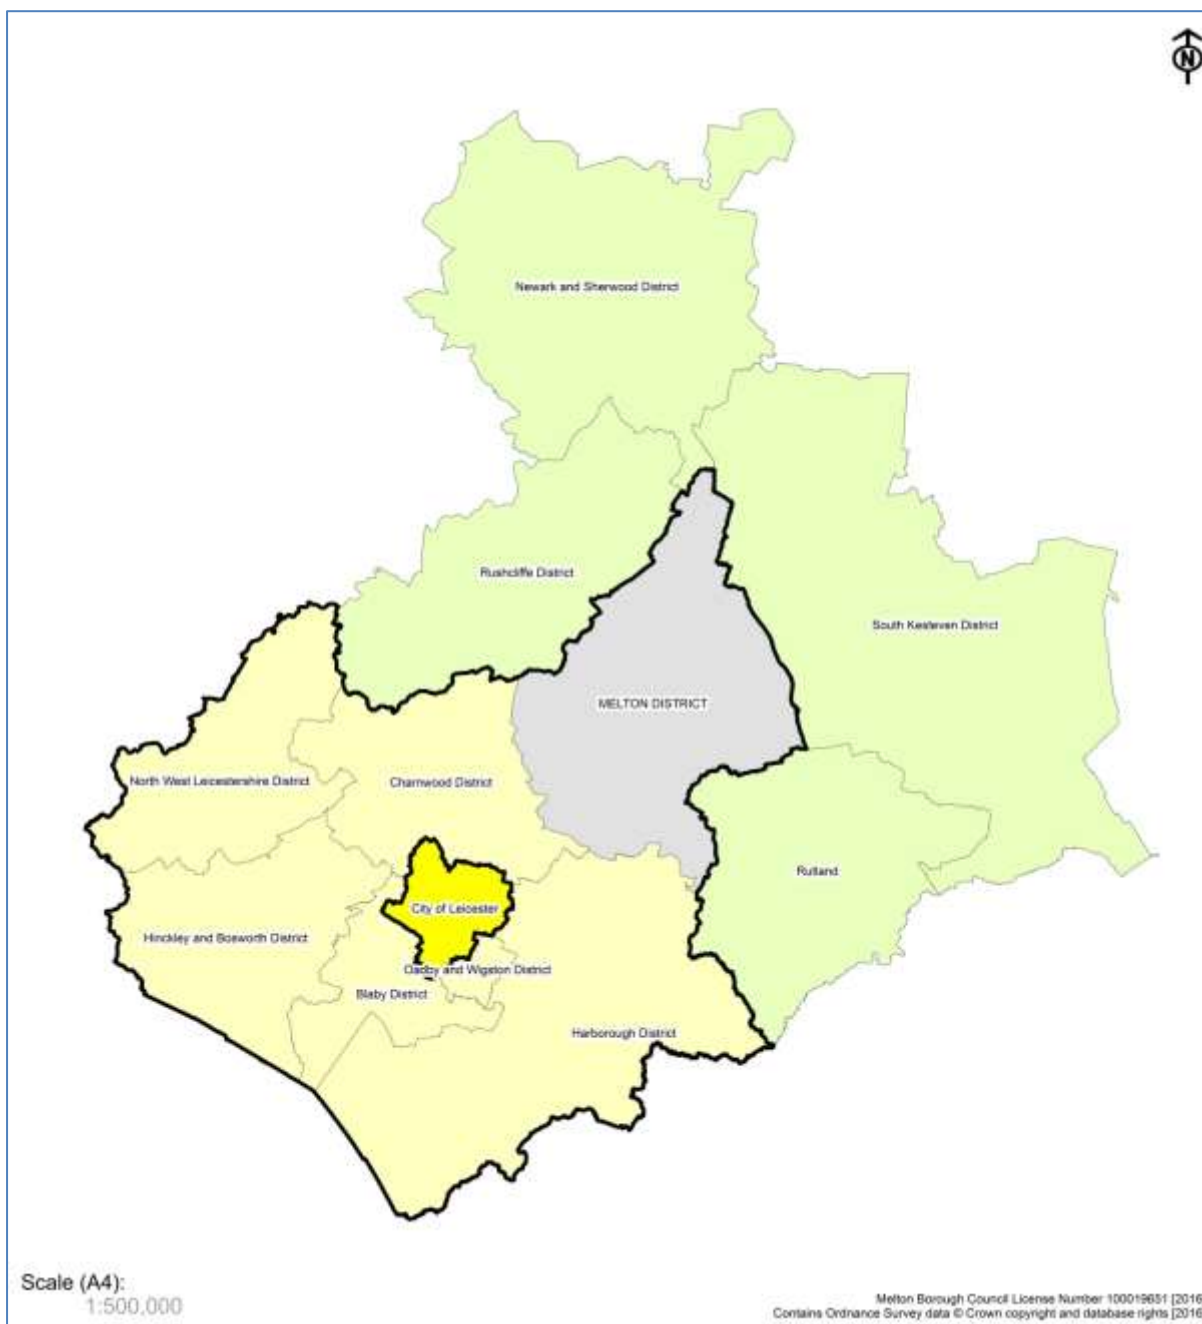 N
Newark and Sherwood District
Rushcliffe District
South Kesteven District
MELTON DISTRICT
North West Leicestershire District
Charnwood District
Rutland
City of Leicester
Hinckley and Bosworth District
Oadby and Wigston District
Blaby District
Harborough District
Scale (A4):
1:500,000
Melton Borough Council License Number 100019651 [2016
Contains Ordnance Survey data © Crown copyright and database rights [2016